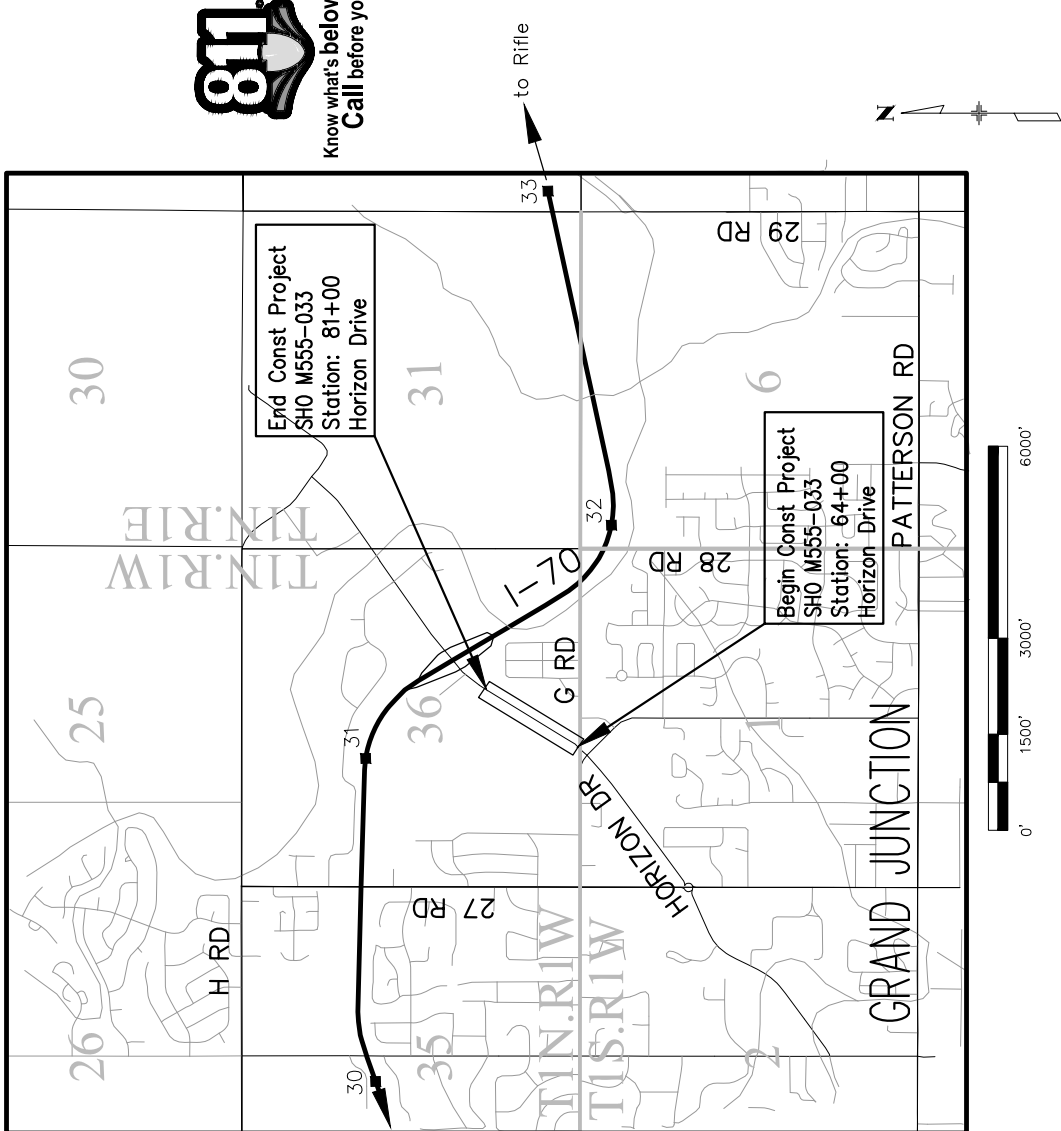 811
Know what's below
Call before yo
to Rifle
N
30
25
26
H RD
End Const Project
SHO M555-033
Station: 81+00
Horizon Drive
31
T1N.R1E
T1N.R1W
36
35
33
32
31
30
I-70
G RD
27 RD
28 RD
29 RD
T1N.R1W
T1S.R1W
HORIZON DR
6
1
2
Begin Const Project
SHO M555-033
Station: 64+00
Horizon Drive
PATTERSON RD
GRAND JUNCTION
0'
1500'
3000'
6000'